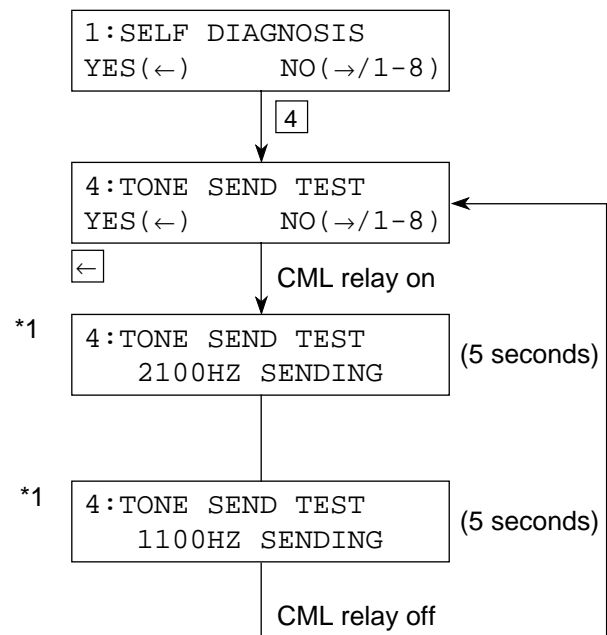 1:SELF DIAGNOSIS
YES(←) NO(→/1-8)
4
4:TONE SEND TEST
YES(←) NO(→/1-8)
←
CML relay on
*1
4:TONE SEND TEST
2100HZ SENDING
(5 seconds)
*1
4:TONE SEND TEST
1100HZ SENDING
(5 seconds)
CML relay off